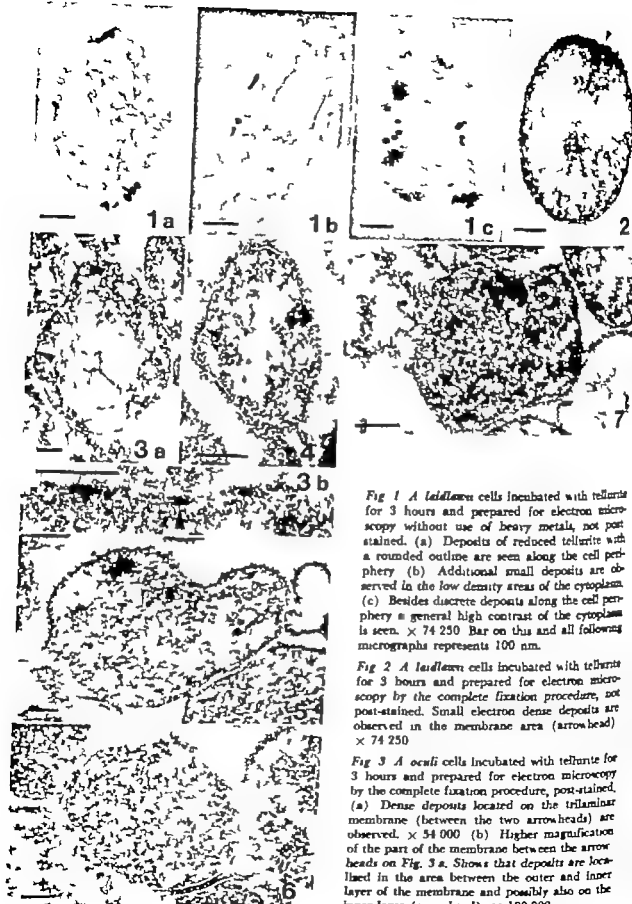 1a
1b
1c
2
3a
4
7
3b
5
6
Fig 1 A laidlawn cells incubated with tellurite
for 3 hours and prepared for electron micro-
scopy without use of heavy metals, not post
stained. (a) Deposits of reduced tellurite with
a rounded outline are seen along the cell peri-
phery (b) Additional small deposits are ob-
served in the low density areas of the cytoplasm.
(c) Besides discrete deposits along the cell peri-
phery a general high contrast of the cytoplasm
is seen. × 74 250 Bar on this and all following
micrographs represents 100 nm.
Fig 2 A laidlawn cells incubated with tellurite
for 3 hours and prepared for electron micro-
scopy by the complete fixation procedure, not
post-stained. Small electron dense deposits are
observed in the membrane area (arrowhead)
× 74 250
Fig 3 A oculi cells incubated with tellurite for
3 hours and prepared for electron microscopy
by the complete fixation procedure, post-stained,
(a) Dense deposits located on the trilaminar
membrane (between the two arrowheads) are
observed. × 54 000 (b) Higher magnification
of the part of the membrane between the arrow
heads on Fig. 3 a. Shows that deposits are loca-
lised in the area between the outer and inner
layer of the membrane and possibly also on the